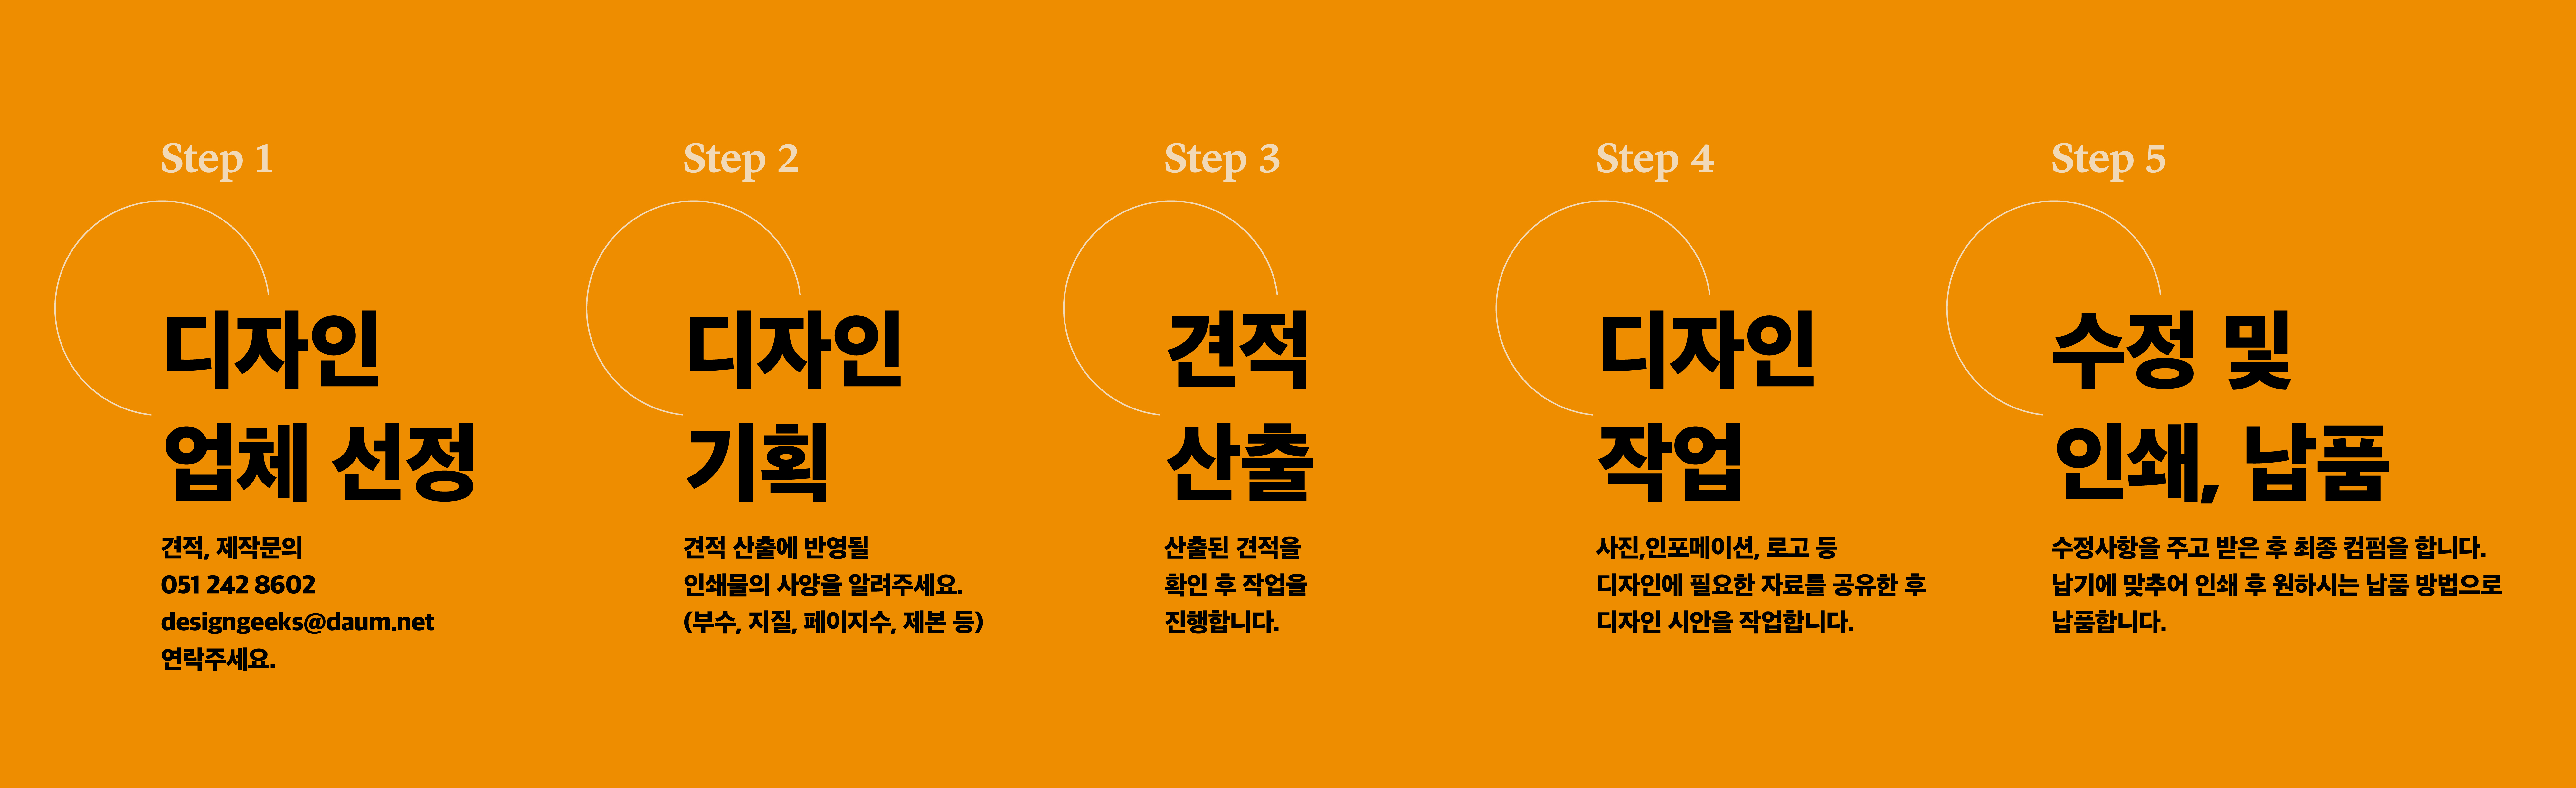 Step 1
디자인
업체 선정
견적, 제작문의
051 242 8602
designgeeks@daum.net
연락주세요.
Step 2
디자인
기획
견적 산출에 반영될
인쇄물의 사양을 알려주세요.
(부수, 지질, 페이지수, 제본 등)
Step 3
견적
산출
산출된 견적을
확인 후 작업을
진행합니다.
Step 4
디자인
작업
사진,인포메이션, 로고 등
디자인에 필요한 자료를 공유한 후
디자인 시안을 작업합니다.
Step 5
수정 및
인쇄, 납품
수정사항을 주고 받은 후 최종 컴펌을 합니다.
납기에 맞추어 인쇄 후 원하시는 납품 방법으로
납품합니다.